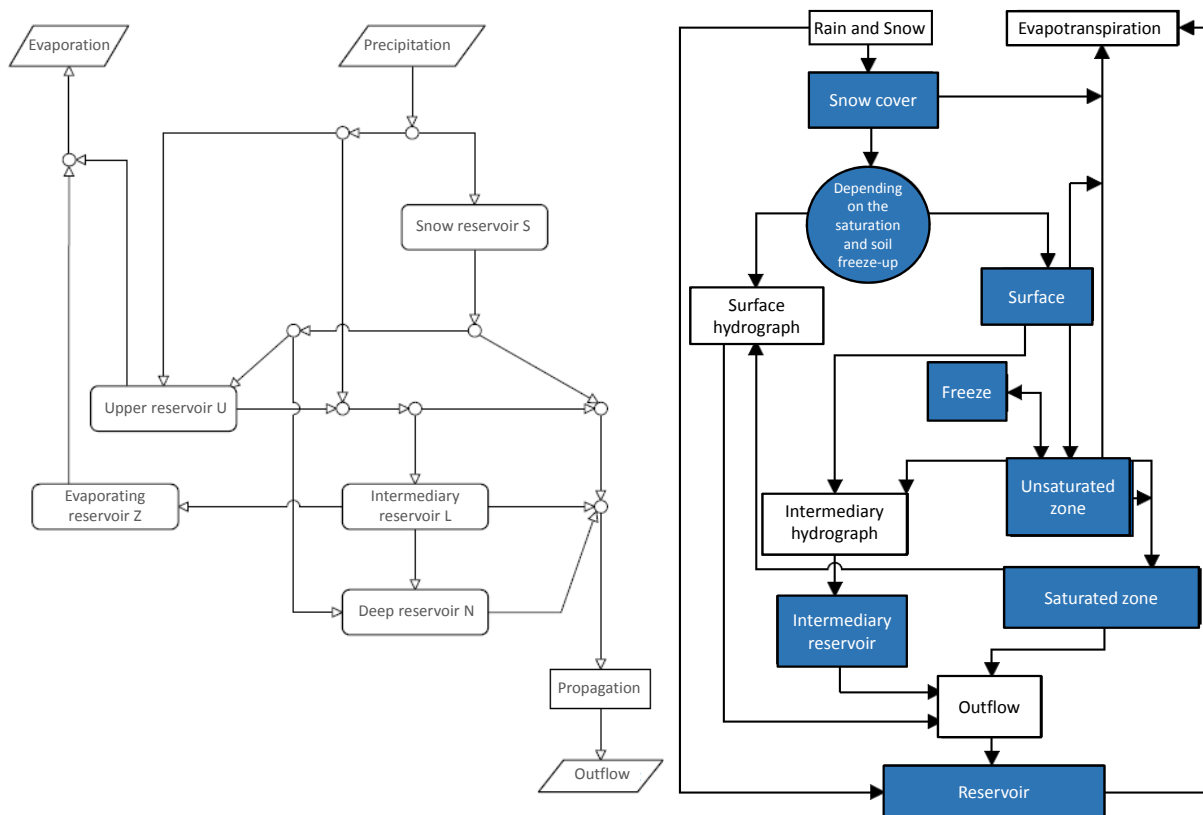 Evaporation
Precipitation
Snow reservoir S
Upper reservoir U
Evaporating
reservoir Z
Intermediary
reservoir L
Deep reservoir N
Propagation
Outflow
Rain and Snow
Evapotranspiration
Snow cover
Depending
on the
saturation
and soil
freeze-up
Surface
hydrograph
Surface
Freeze
Unsaturated
zone
Intermediary
hydrograph
Saturated zone
Intermediary
reservoir
Outflow
Reservoir